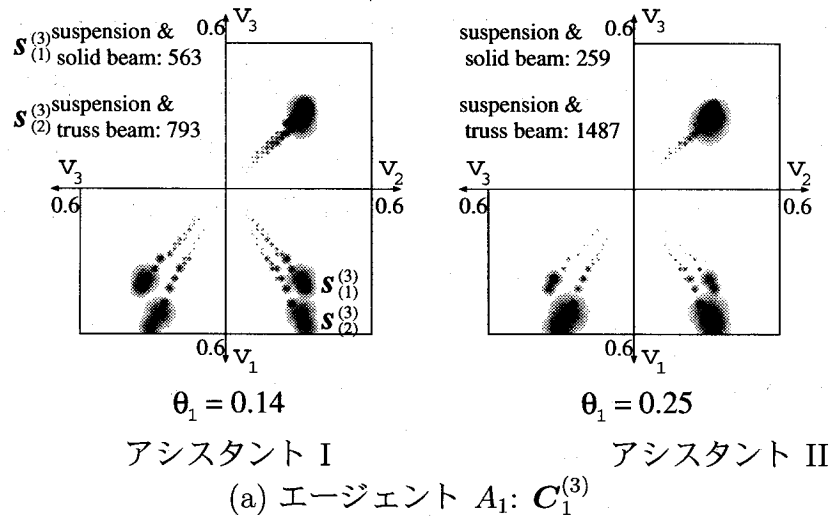 0.6 V₃
S₍₁₎⁽³⁾ suspension &
solid beam: 563
S₍₂₎⁽³⁾ suspension &
truss beam: 793
V₃ V₂
0.6 0.6
S₍₁₎⁽³⁾
S₍₂₎⁽³⁾
0.6
V₁
θ₁ = 0.14
アシスタント I
0.6 V₃
suspension &
solid beam: 259
suspension &
truss beam: 1487
V₃ V₂
0.6 0.6
0.6
V₁
θ₁ = 0.25
アシスタント II
(a) エージェント A₁: C₁⁽³⁾